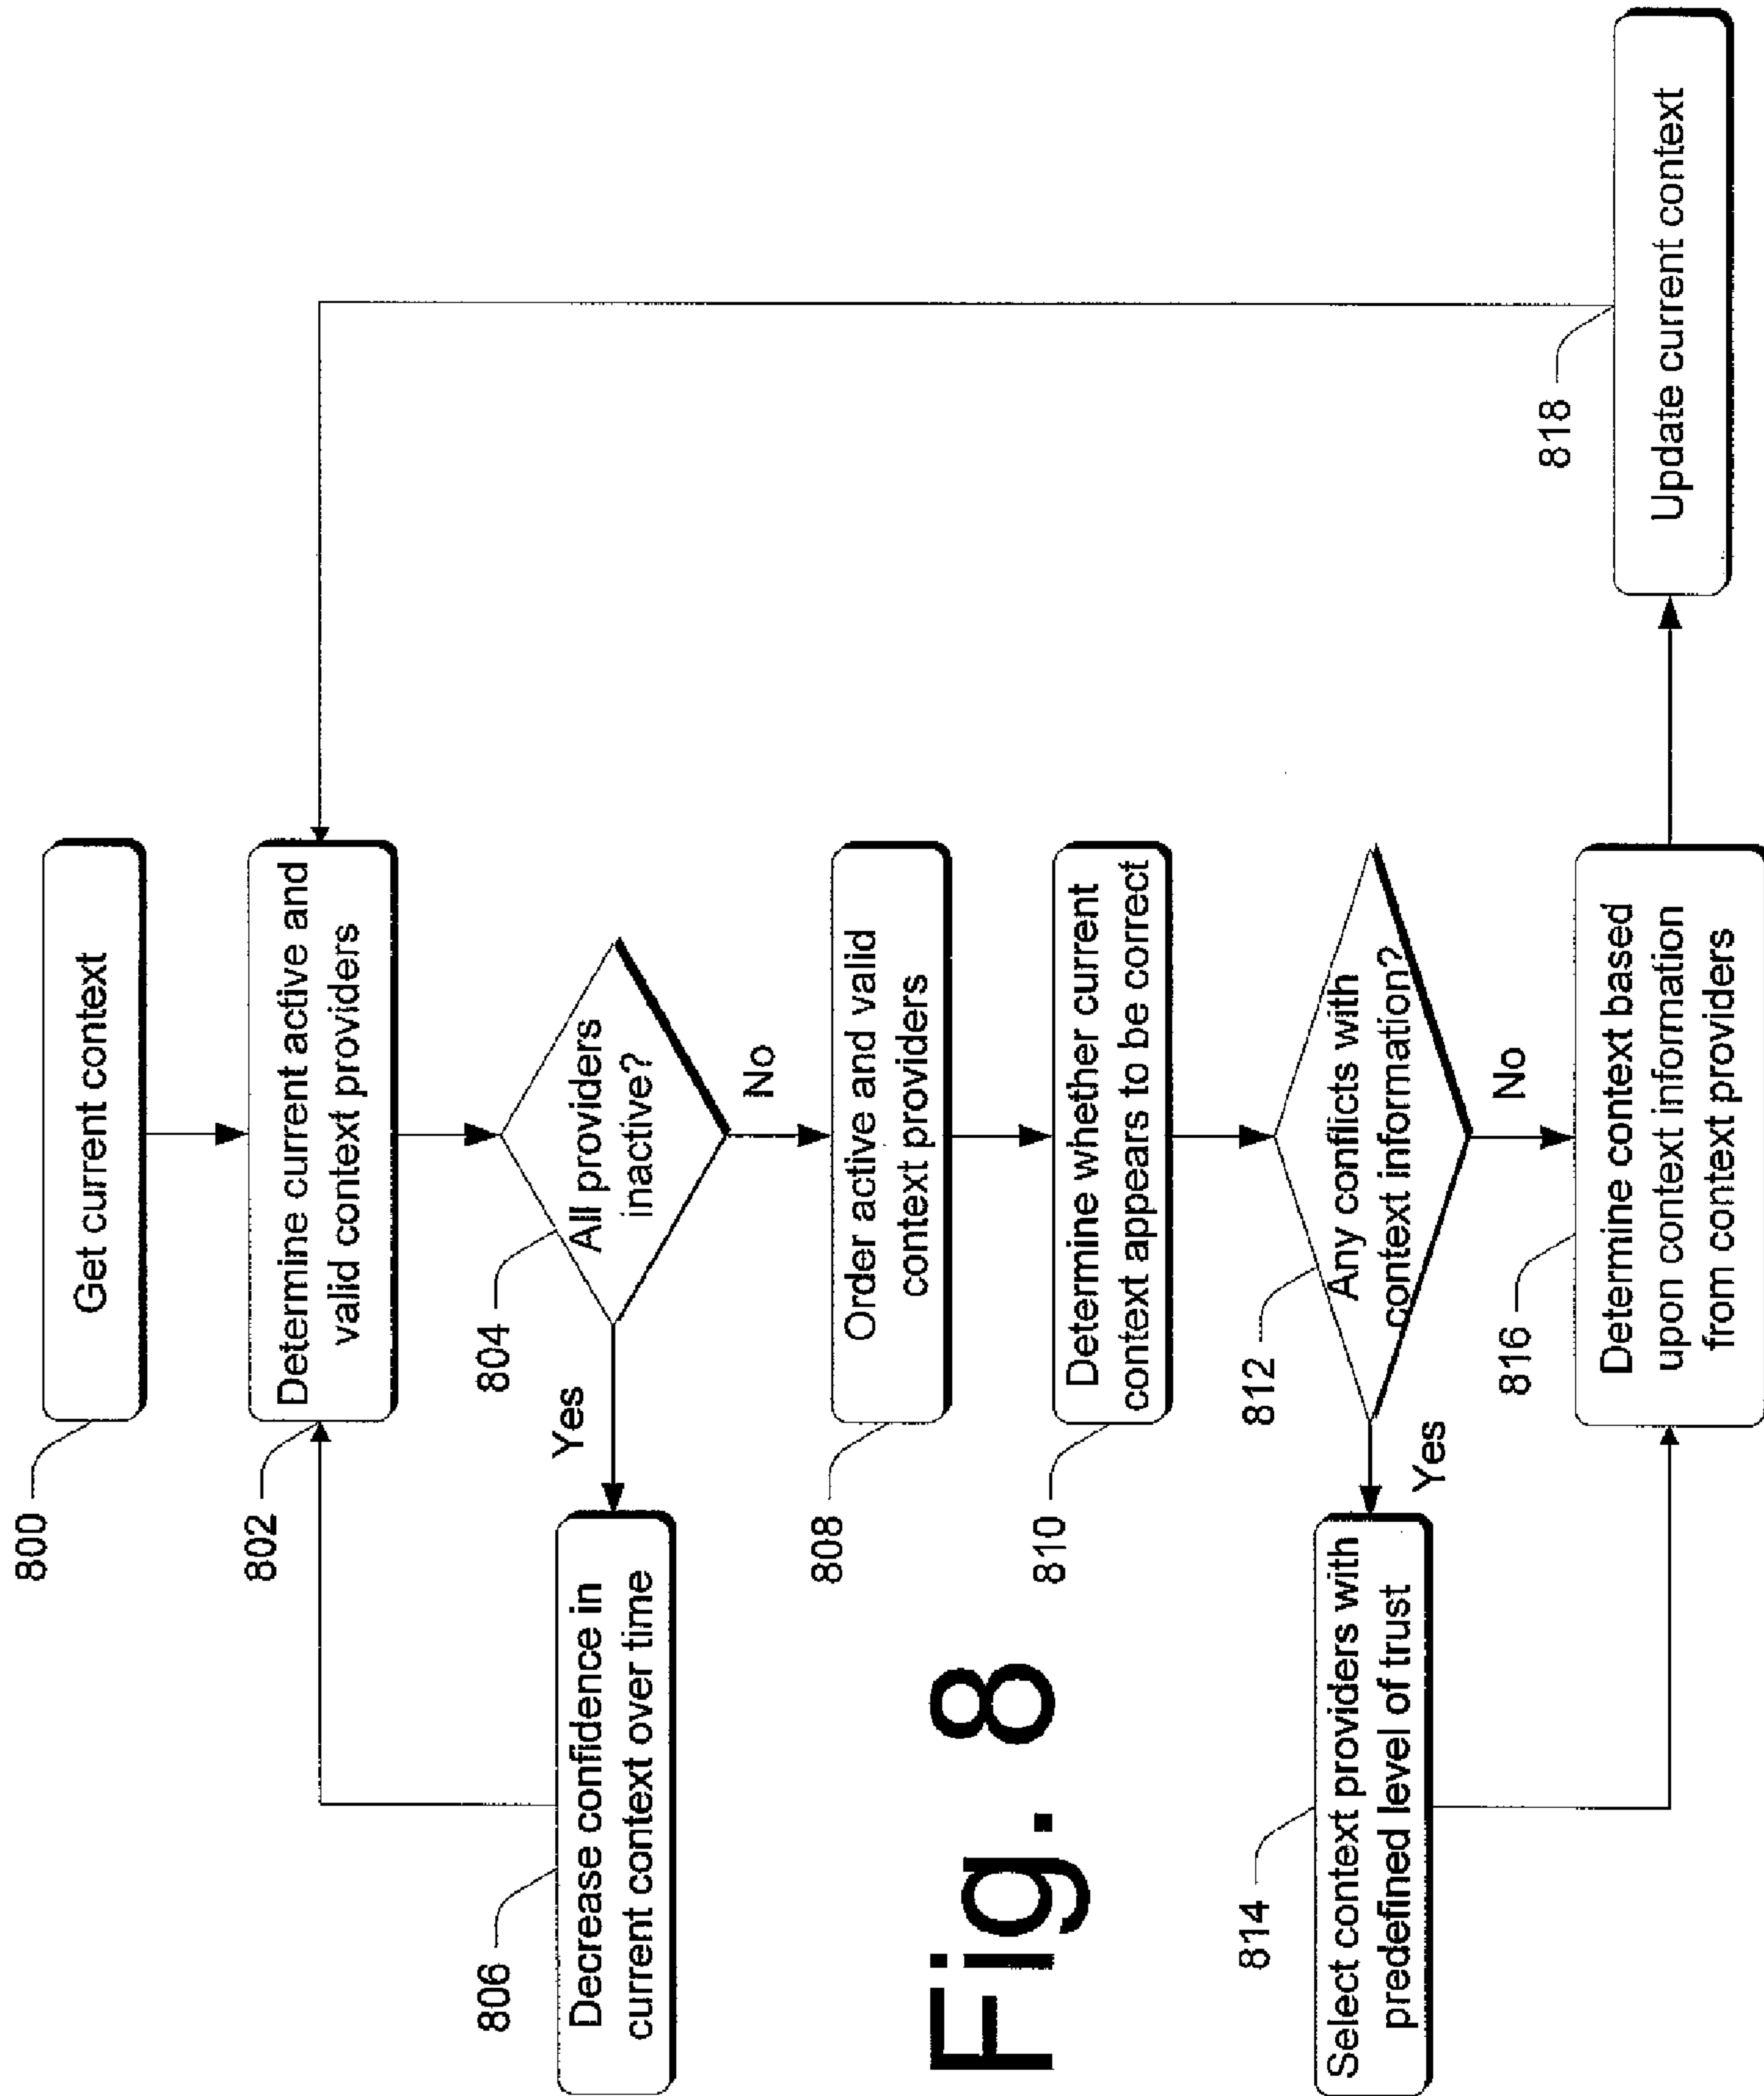 800
Get current context
802
Determine current active and
valid context providers
804
All providers
inactive?
Yes
No
806
Decrease confidence in
current context over time
808
Order active and valid
context providers
810
Determine whether current
context appears to be correct
812
Any conflicts with
context information?
Yes
No
814
Select context providers with
predefined level of trust
816
Determine context based
upon context information
from context providers
818
Update current context
Fig. 8